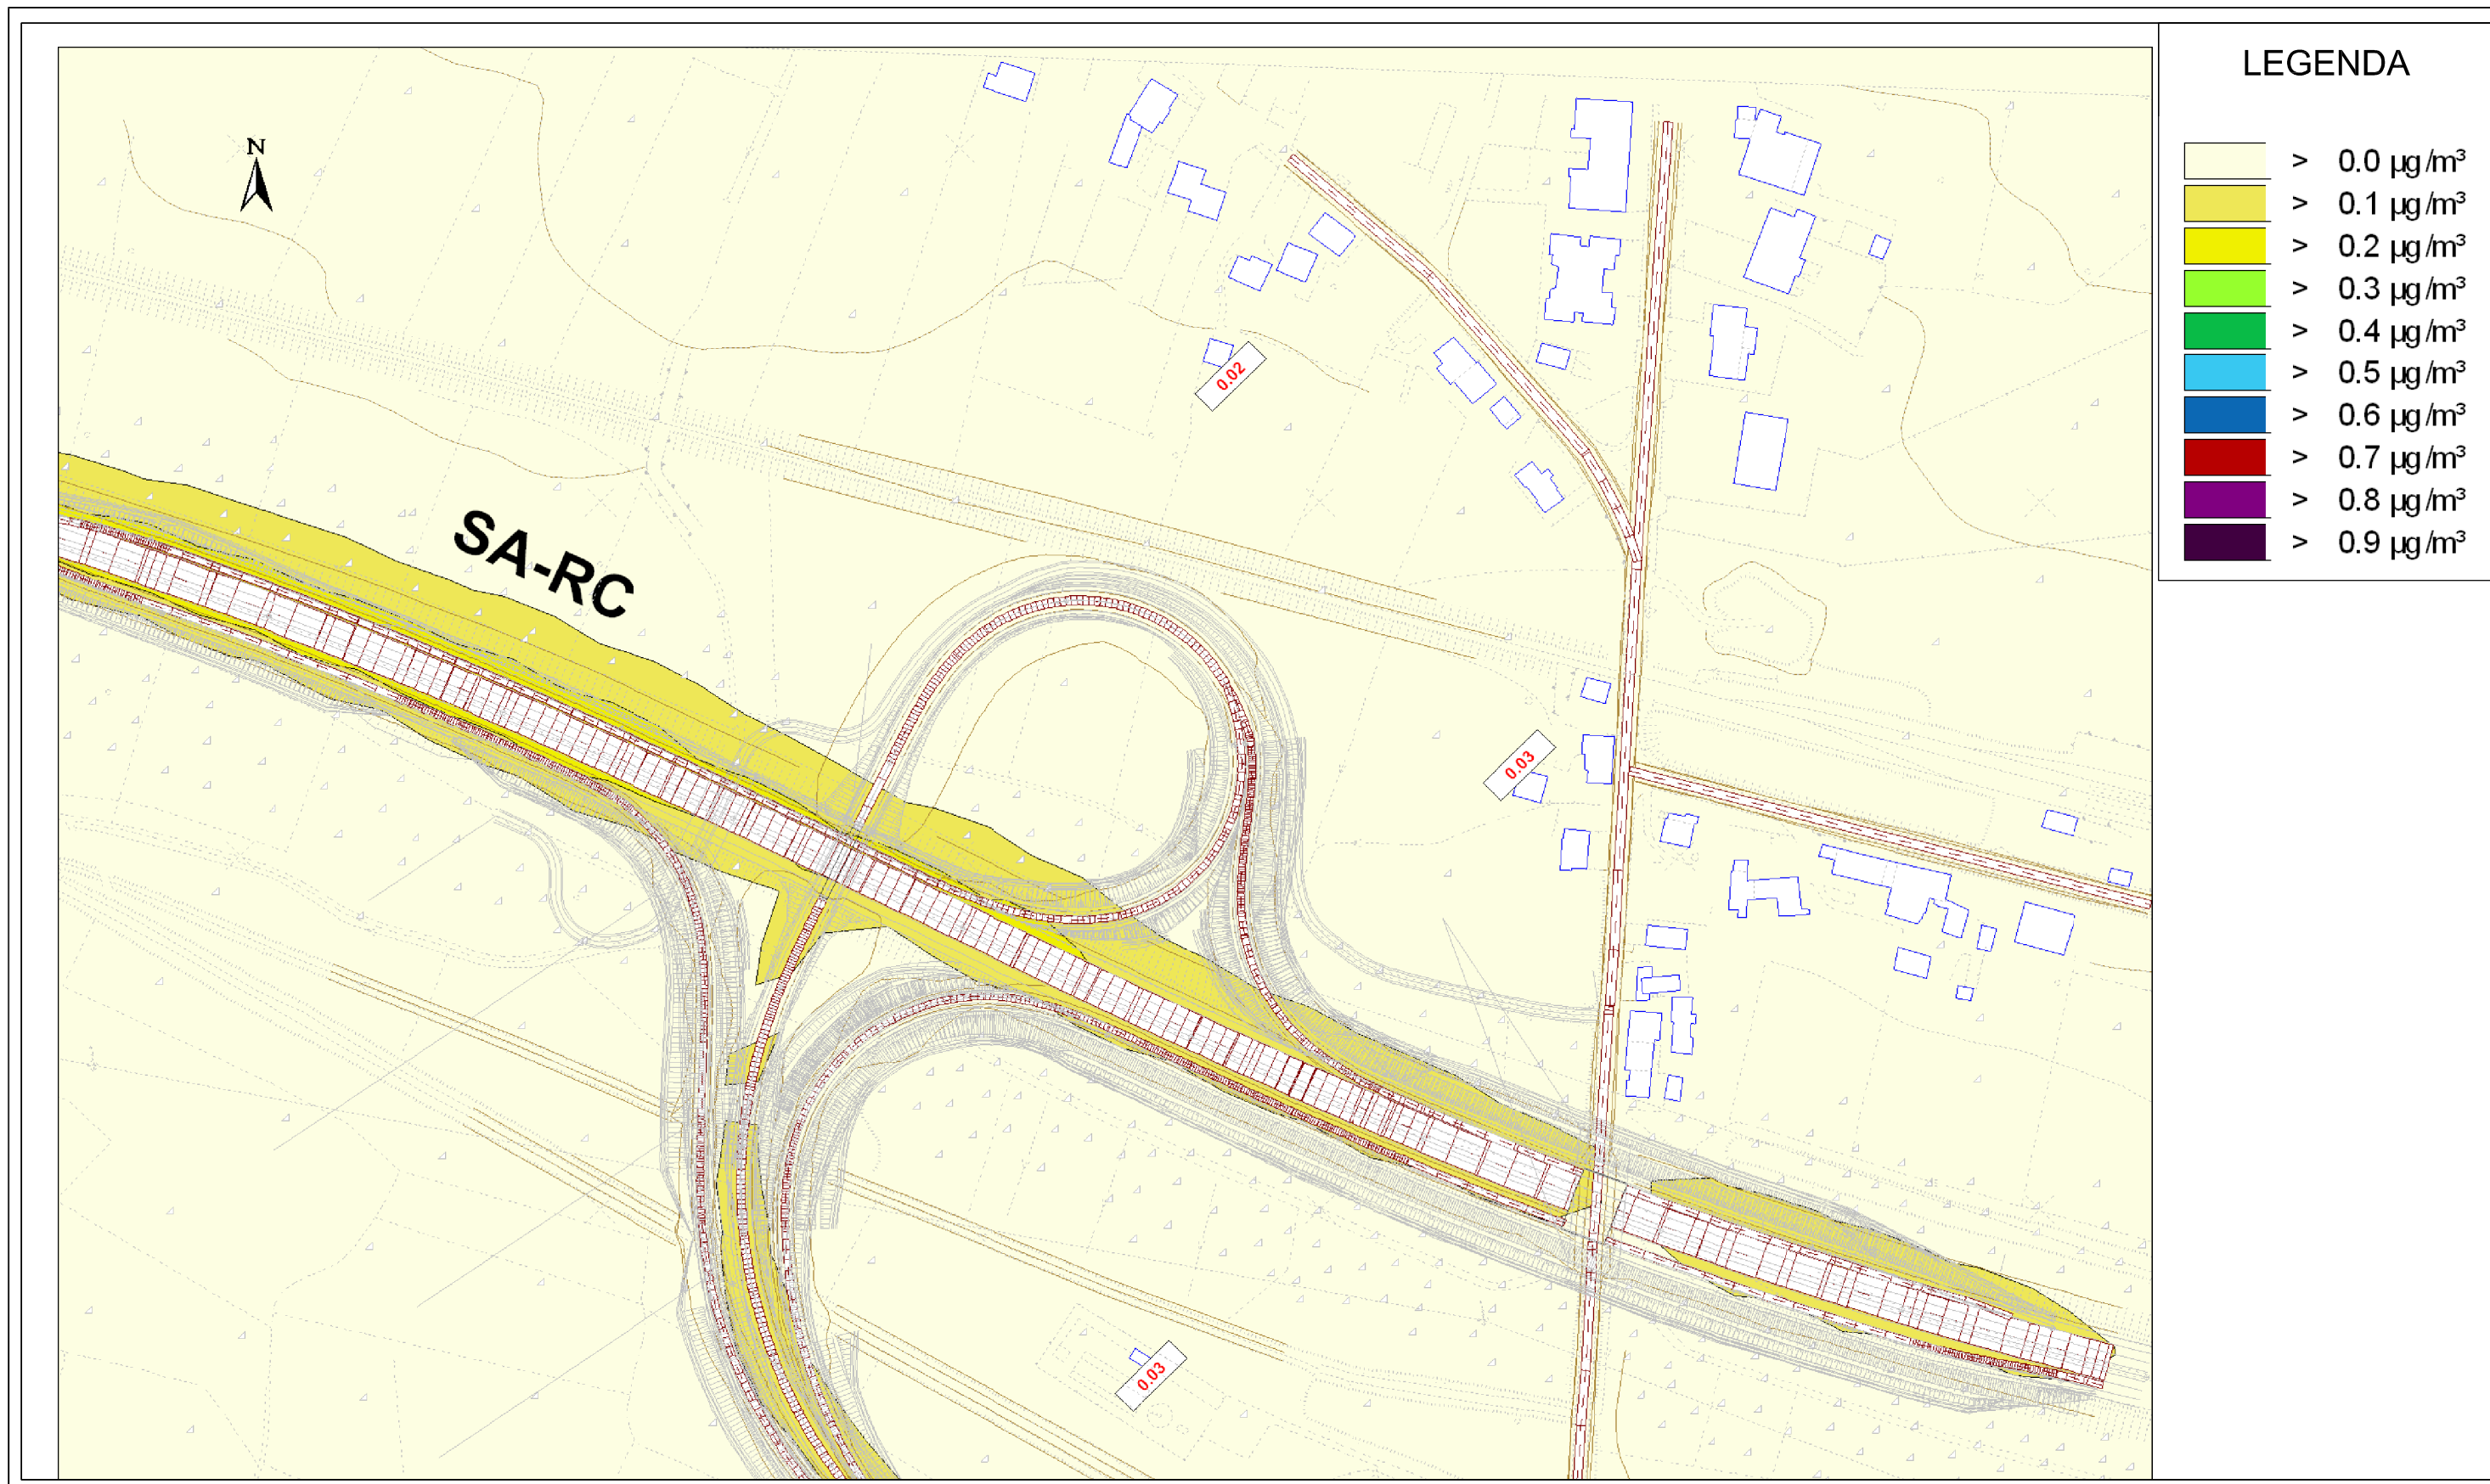 LEGENDA
> 0.0 µg/m³
> 0.1 µg/m³
> 0.2 µg/m³
> 0.3 µg/m³
> 0.4 µg/m³
> 0.5 µg/m³
> 0.6 µg/m³
> 0.7 µg/m³
> 0.8 µg/m³
> 0.9 µg/m³
N
0.02
SA-RC
0.03
0.03